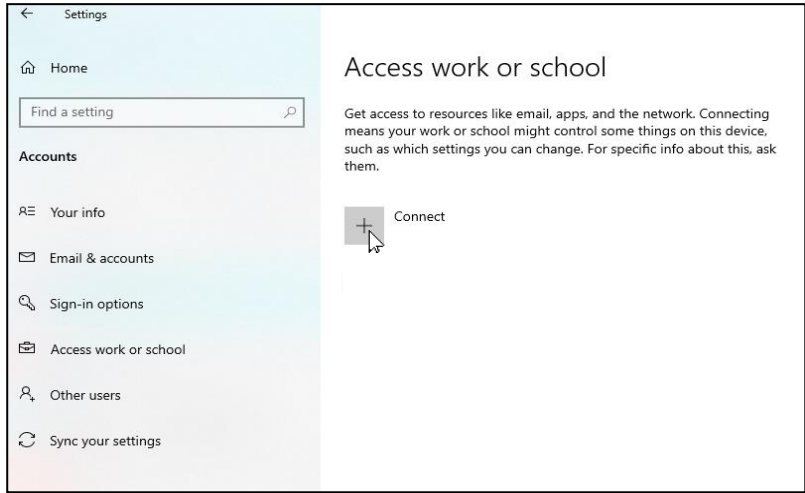 Settings
Home
Find a setting
Accounts
Your info
Email & accounts
Sign-in options
Access work or school
Other users
Sync your settings
Access work or school
Get access to resources like email, apps, and the network. Connecting
means your work or school might control some things on this device,
such as which settings you can change. For specific info about this, ask
them.
Connect